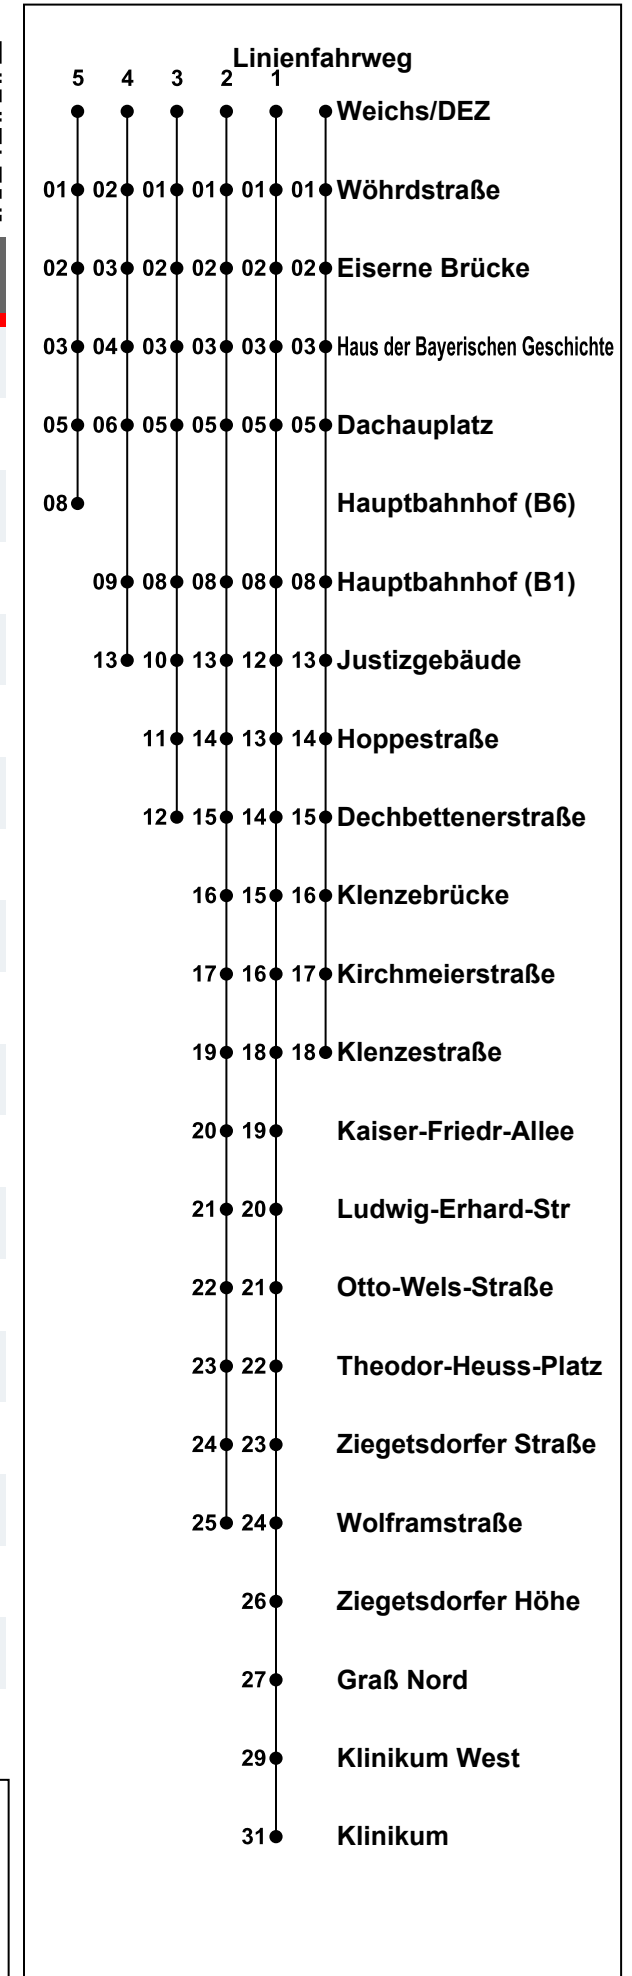 Linienfahrweg
5 4 3 2 1
Weichs/DEZ
01 02 01 01 01 01 Wöhrdstraße
02 03 02 02 02 02 Eiserne Brücke
03 04 03 03 03 03 Haus der Bayerischen Geschichte
05 06 05 05 05 05 Dachauplatz
08 Hauptbahnhof (B6)
09 08 08 08 08 Hauptbahnhof (B1)
13 10 13 12 13 Justizgebäude
11 14 13 14 Hoppestraße
12 15 14 15 Dechbettenerstraße
16 15 16 Klenzebrücke
17 16 17 Kirchmeierstraße
19 18 18 Klenzestraße
20 19 Kaiser-Friedr-Allee
21 20 Ludwig-Erhard-Str
22 21 Otto-Wels-Straße
23 22 Theodor-Heuss-Platz
24 23 Ziegetsdorfer Straße
25 24 Wolframstraße
26 Ziegetsdorfer Höhe
27 Graß Nord
29 Klinikum West
31 Klinikum